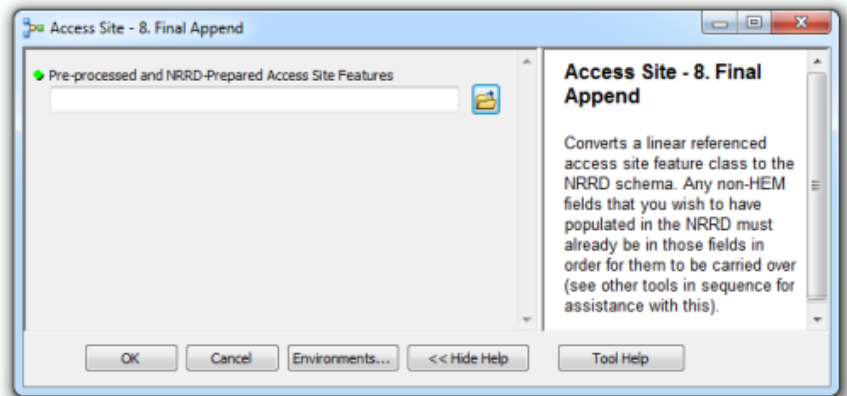 Access Site - 8. Final Append
Pre-processed and NRRD-Prepared Access Site Features
Access Site - 8. Final
Append
Converts a linear referenced
access site feature class to the
NRRD schema. Any non-HEM
fields that you wish to have
populated in the NRRD must
already be in those fields in
order for them to be carried over
(see other tools in sequence for
assistance with this).
OK
Cancel
Environments...
<< Hide Help
Tool Help